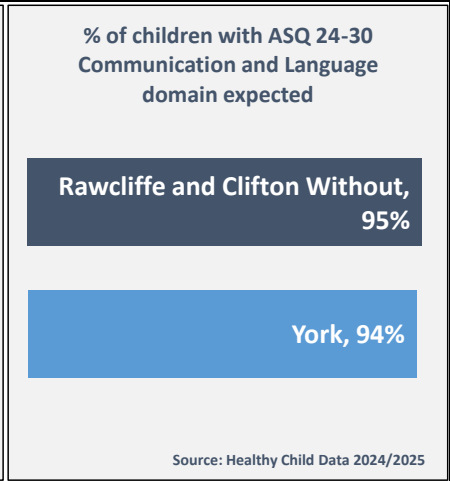 % of children with ASQ 24-30
Communication and Language
domain expected
Rawcliffe and Clifton Without,
95%
York, 94%
Source: Healthy Child Data 2024/2025